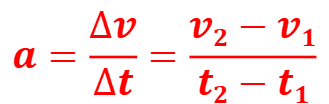 a = Δv/Δt = (v₂ − v₁)/(t₂ − t₁)